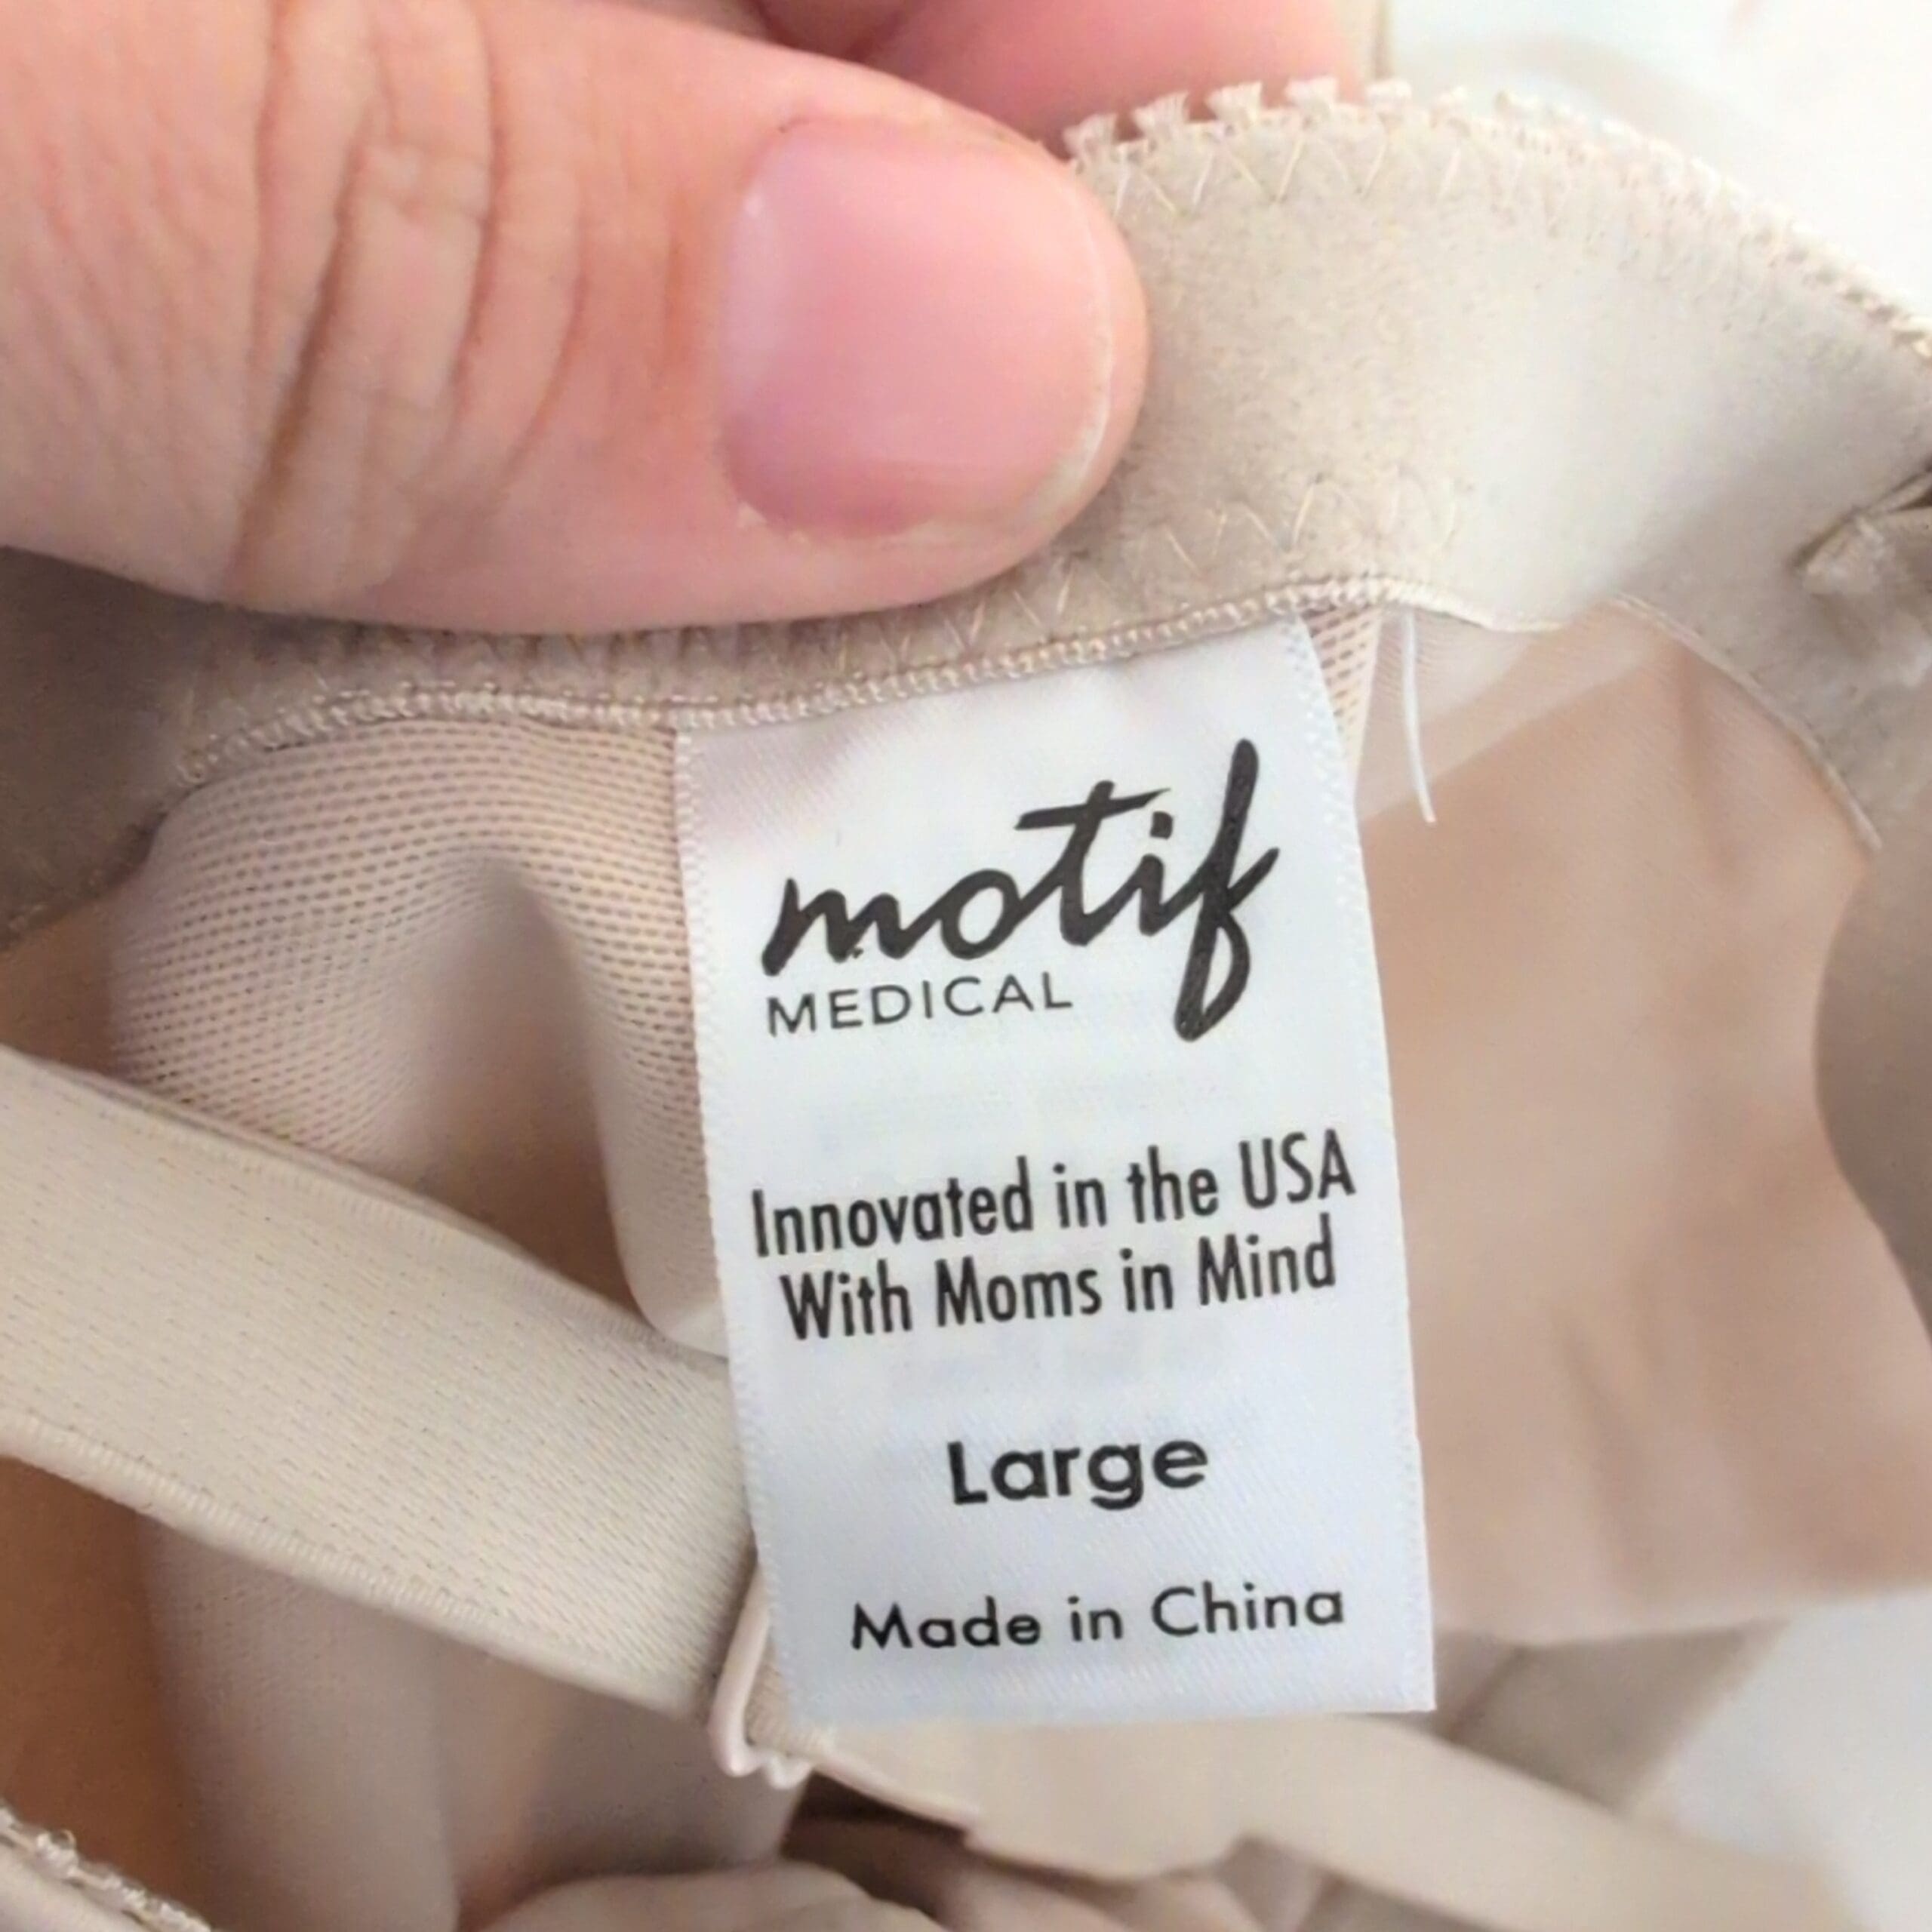 motif
MEDICAL
Innovated in the USA
With Moms in Mind
Large
Made in China